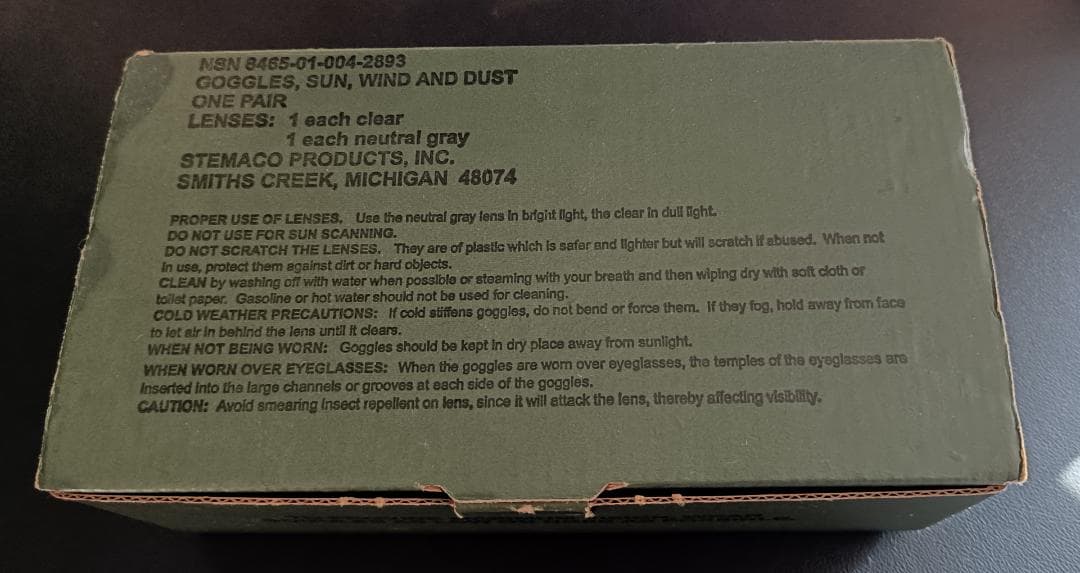 NSN 8465-01-004-2893
GOGGLES, SUN, WIND AND DUST
ONE PAIR
LENSES: 1 each clear
1 each neutral gray
STEMACO PRODUCTS, INC.
SMITHS CREEK, MICHIGAN 48074
PROPER USE OF LENSES. Use the neutral gray lens in bright light, the clear in dull light.
DO NOT USE FOR SUN SCANNING.
DO NOT SCRATCH THE LENSES. They are of plastic which is safer and lighter but will scratch if abused. When not
in use, protect them against dirt or hard objects.
CLEAN by washing off with water when possible or steaming with your breath and then wiping dry with soft cloth or
toilet paper. Gasoline or hot water should not be used for cleaning.
COLD WEATHER PRECAUTIONS: If cold stiffens goggles, do not bend or force them. If they fog, hold away from face
to let air in behind the lens until it clears.
WHEN NOT BEING WORN: Goggles should be kept in dry place away from sunlight.
WHEN WORN OVER EYEGLASSES: When the goggles are worn over eyeglasses, the temples of the eyeglasses are
inserted into the large channels or grooves at each side of the goggles.
CAUTION: Avoid smearing insect repellent on lens, since it will attack the lens, thereby affecting visibility.